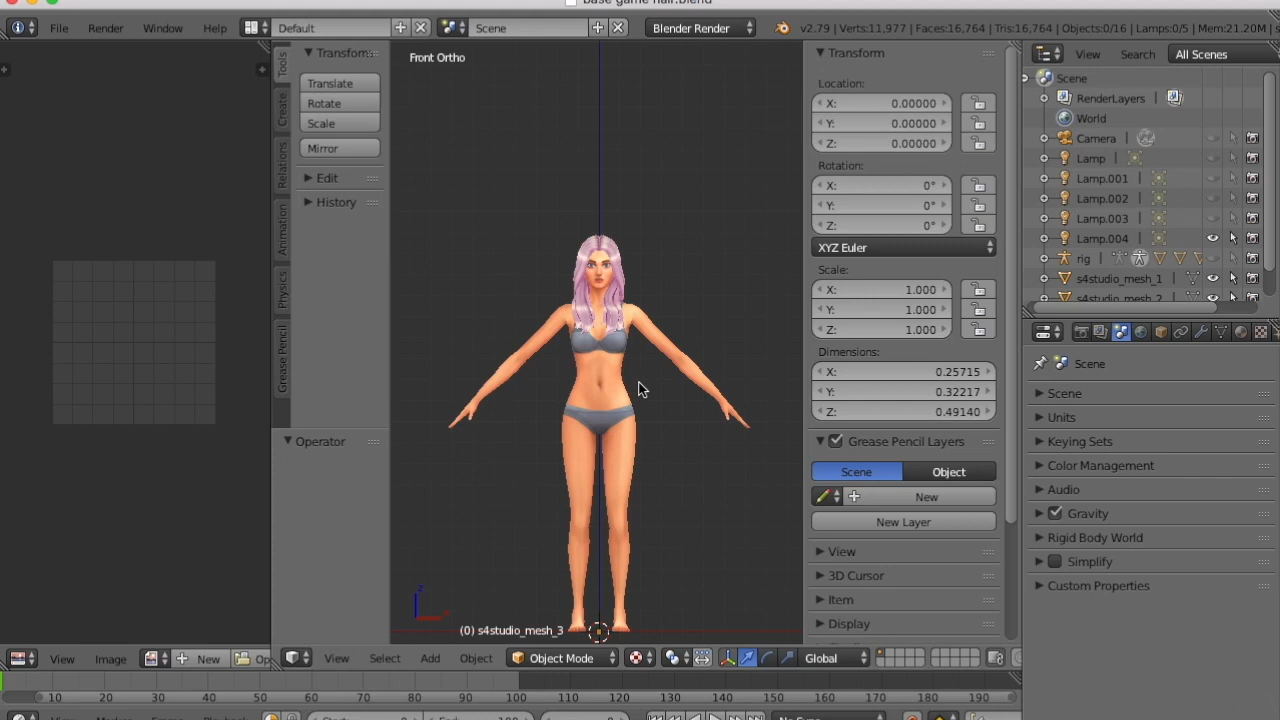 base game hair.blend
File Render Window Help Default Scene Blender Render v2.79 | Verts:11,977 | Faces:16,764 | Tris:16,764 | Objects:0/16 | Lamps:0/5 | Mem:21.20M
Tools
Create
Relations
Animation
Physics
Grease Pencil
Transform
Translate
Rotate
Scale
Mirror
Edit
History
Operator
Front Ortho
(0) s4studio_mesh_3
Transform
Location:
X: 0.00000
Y: 0.00000
Z: 0.00000
Rotation:
X: 0°
Y: 0°
Z: 0°
XYZ Euler
Scale:
X: 1.000
Y: 1.000
Z: 1.000
Dimensions:
X: 0.25715
Y: 0.32217
Z: 0.49140
Grease Pencil Layers
Scene Object
New
New Layer
View
3D Cursor
Item
Display
View Search All Scenes
Scene
RenderLayers
World
Camera
Lamp
Lamp.001
Lamp.002
Lamp.003
Lamp.004
rig
s4studio_mesh_1
s4studio_mesh_2
Scene
Scene
Units
Keying Sets
Color Management
Audio
Gravity
Rigid Body World
Simplify
Custom Properties
View Image New Op
View Select Add Object Object Mode Global
10 20 30 40 50 60 70 80 90 100 110 120 130 140 150 160 170 180 190